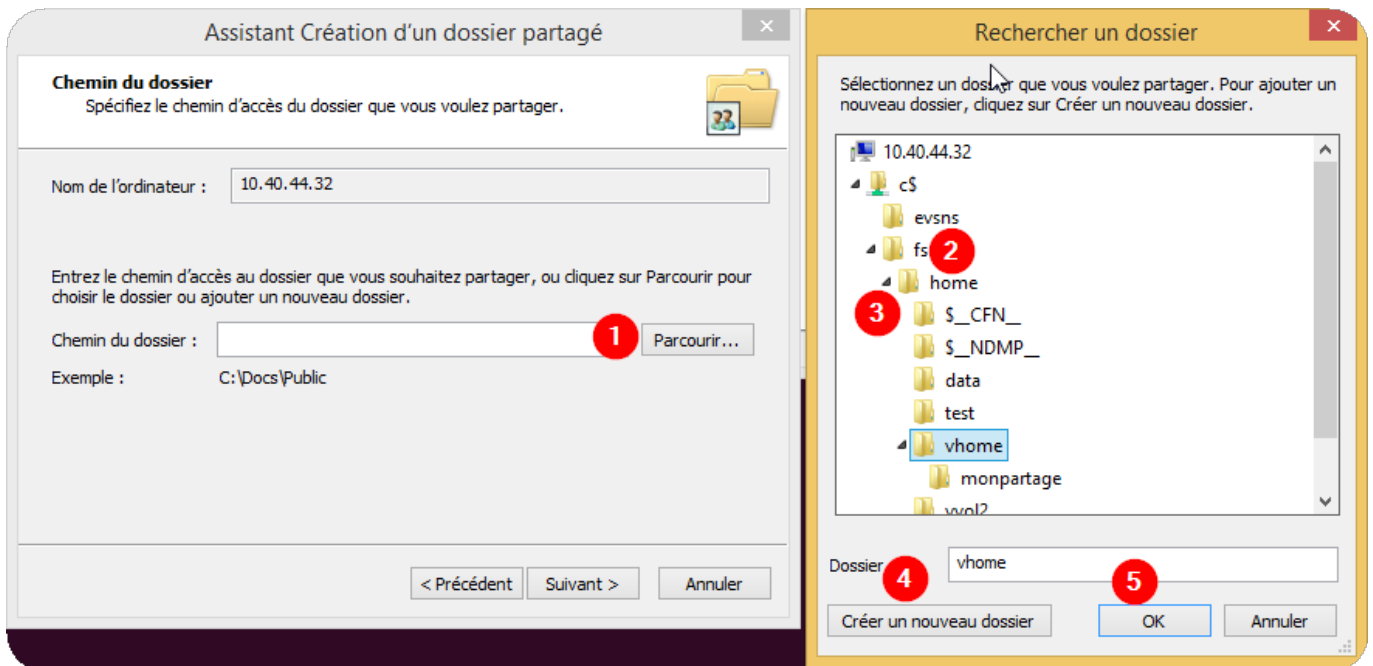 Assistant Création d'un dossier partagé
Chemin du dossier
Spécifiez le chemin d'accès du dossier que vous voulez partager.
Nom de l'ordinateur :
10.40.44.32
Entrez le chemin d'accès au dossier que vous souhaitez partager, ou cliquez sur Parcourir pour
choisir le dossier ou ajouter un nouveau dossier.
Chemin du dossier :
1
Parcourir...
Exemple :
C:\Docs\Public
< Précédent
Suivant >
Annuler
Rechercher un dossier
Sélectionnez un dossier que vous voulez partager. Pour ajouter un
nouveau dossier, cliquez sur Créer un nouveau dossier.
10.40.44.32
c$
evsns
fs
2
home
3
$__CFN__
$__NDMP__
data
test
vhome
monpartage
vvol2
Dossier
4
vhome
5
Créer un nouveau dossier
OK
Annuler